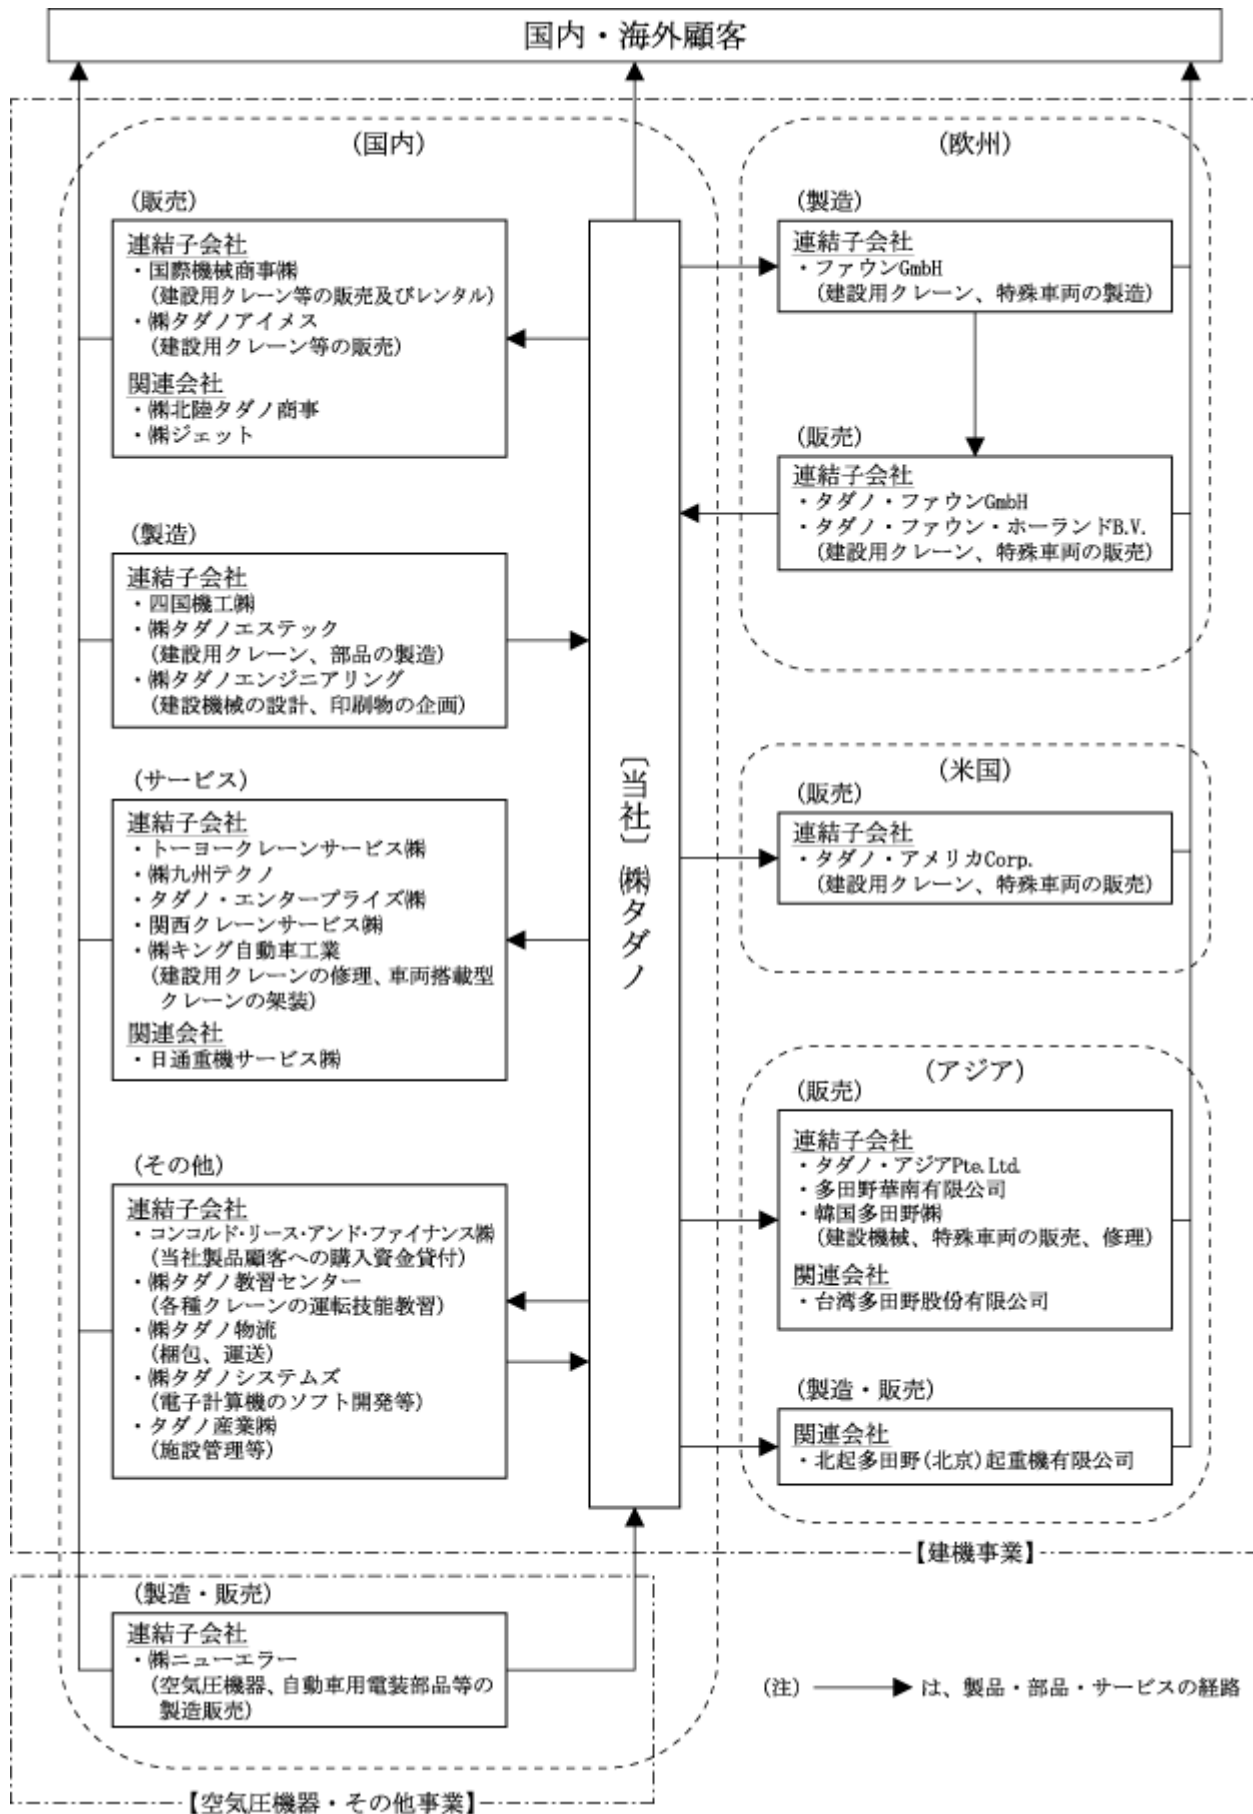 国内・海外顧客
(国内)
(販売)
連結子会社
・国際機械商事㈱
(建設用クレーン等の販売及びレンタル)
・㈱タダノアイメス
(建設用クレーン等の販売)
関連会社
・㈱北陸タダノ商事
・㈱ジェット
(製造)
連結子会社
・四国機工㈱
・㈱タダノエステック
(建設用クレーン、部品の製造)
・㈱タダノエンジニアリング
(建設機械の設計、印刷物の企画)
(サービス)
連結子会社
・トーヨークレーンサービス㈱
・㈱九州テクノ
・タダノ・エンタープライズ㈱
・関西クレーンサービス㈱
・㈱キング自動車工業
(建設用クレーンの修理、車両搭載型
クレーンの架装)
関連会社
・日通重機サービス㈱
(その他)
連結子会社
・コンコルド・リース・アンド・ファイナンス㈱
(当社製品顧客への購入資金貸付)
・㈱タダノ教習センター
(各種クレーンの運転技能教習)
・㈱タダノ物流
(梱包、運送)
・㈱タダノシステムズ
(電子計算機のソフト開発等)
・タダノ産業㈱
(施設管理等)
〔当社〕㈱タダノ
(欧州)
(製造)
連結子会社
・ファウンGmbH
(建設用クレーン、特殊車両の製造)
(販売)
連結子会社
・タダノ・ファウンGmbH
・タダノ・ファウン・ホーランドB.V.
(建設用クレーン、特殊車両の販売)
(米国)
(販売)
連結子会社
・タダノ・アメリカCorp.
(建設用クレーン、特殊車両の販売)
(アジア)
(販売)
連結子会社
・タダノ・アジアPte.Ltd.
・多田野華南有限公司
・韓国多田野㈱
(建設機械、特殊車両の販売、修理)
関連会社
・台湾多田野股份有限公司
(製造・販売)
関連会社
・北起多田野(北京)起重機有限公司
【建機事業】
(製造・販売)
連結子会社
・㈱ニューエラー
(空気圧機器、自動車用電装部品等の
製造販売)
【空気圧機器・その他事業】
(注) は、製品・部品・サービスの経路